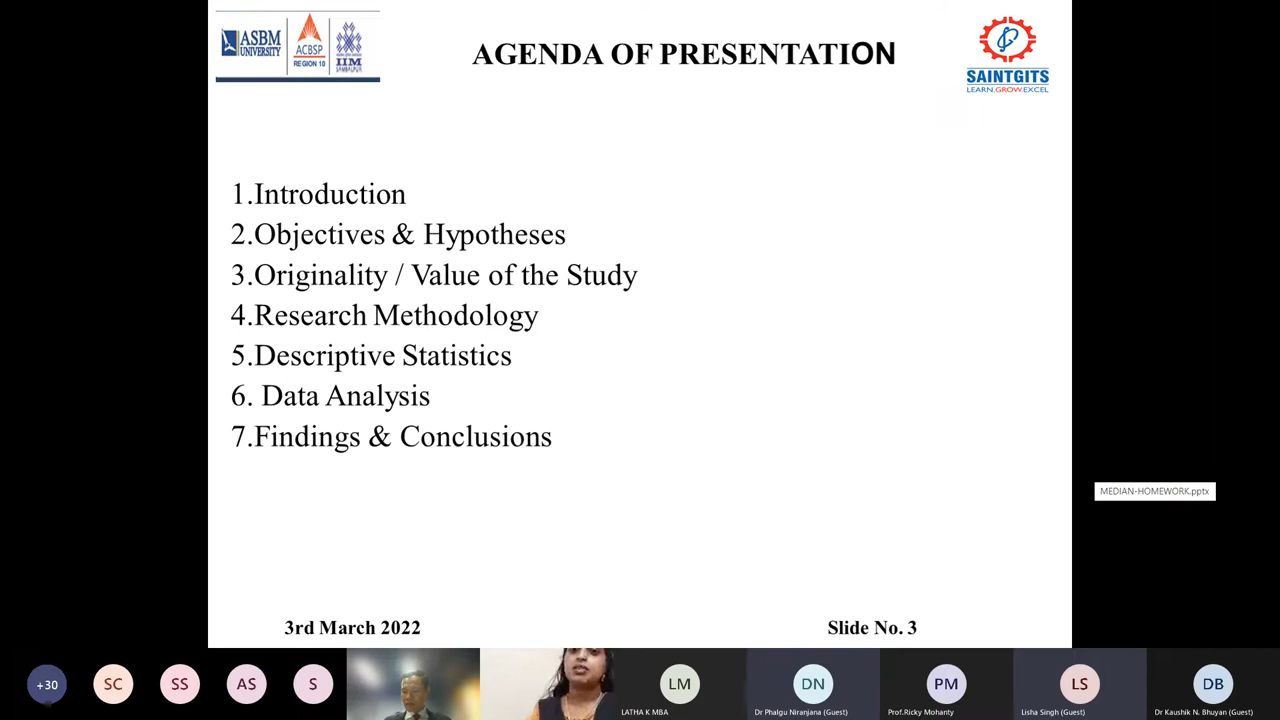 ASBM
UNIVERSITY
ACBSP
REGION 10
IIM
SAMBALPUR
AGENDA OF PRESENTATION
SAINTGITS
LEARN.GROW.EXCEL
1.Introduction
2.Objectives & Hypotheses
3.Originality / Value of the Study
4.Research Methodology
5.Descriptive Statistics
6. Data Analysis
7.Findings & Conclusions
MEDIAN-HOMEWORK.pptx
3rd March 2022
Slide No. 3
+30
SC
SS
AS
S
LM
DN
PM
LS
DB
LATHA K MBA
Dr Phalgu Niranjana (Guest)
Prof.Ricky Mohanty
Lisha Singh (Guest)
Dr Kaushik N. Bhuyan (Guest)